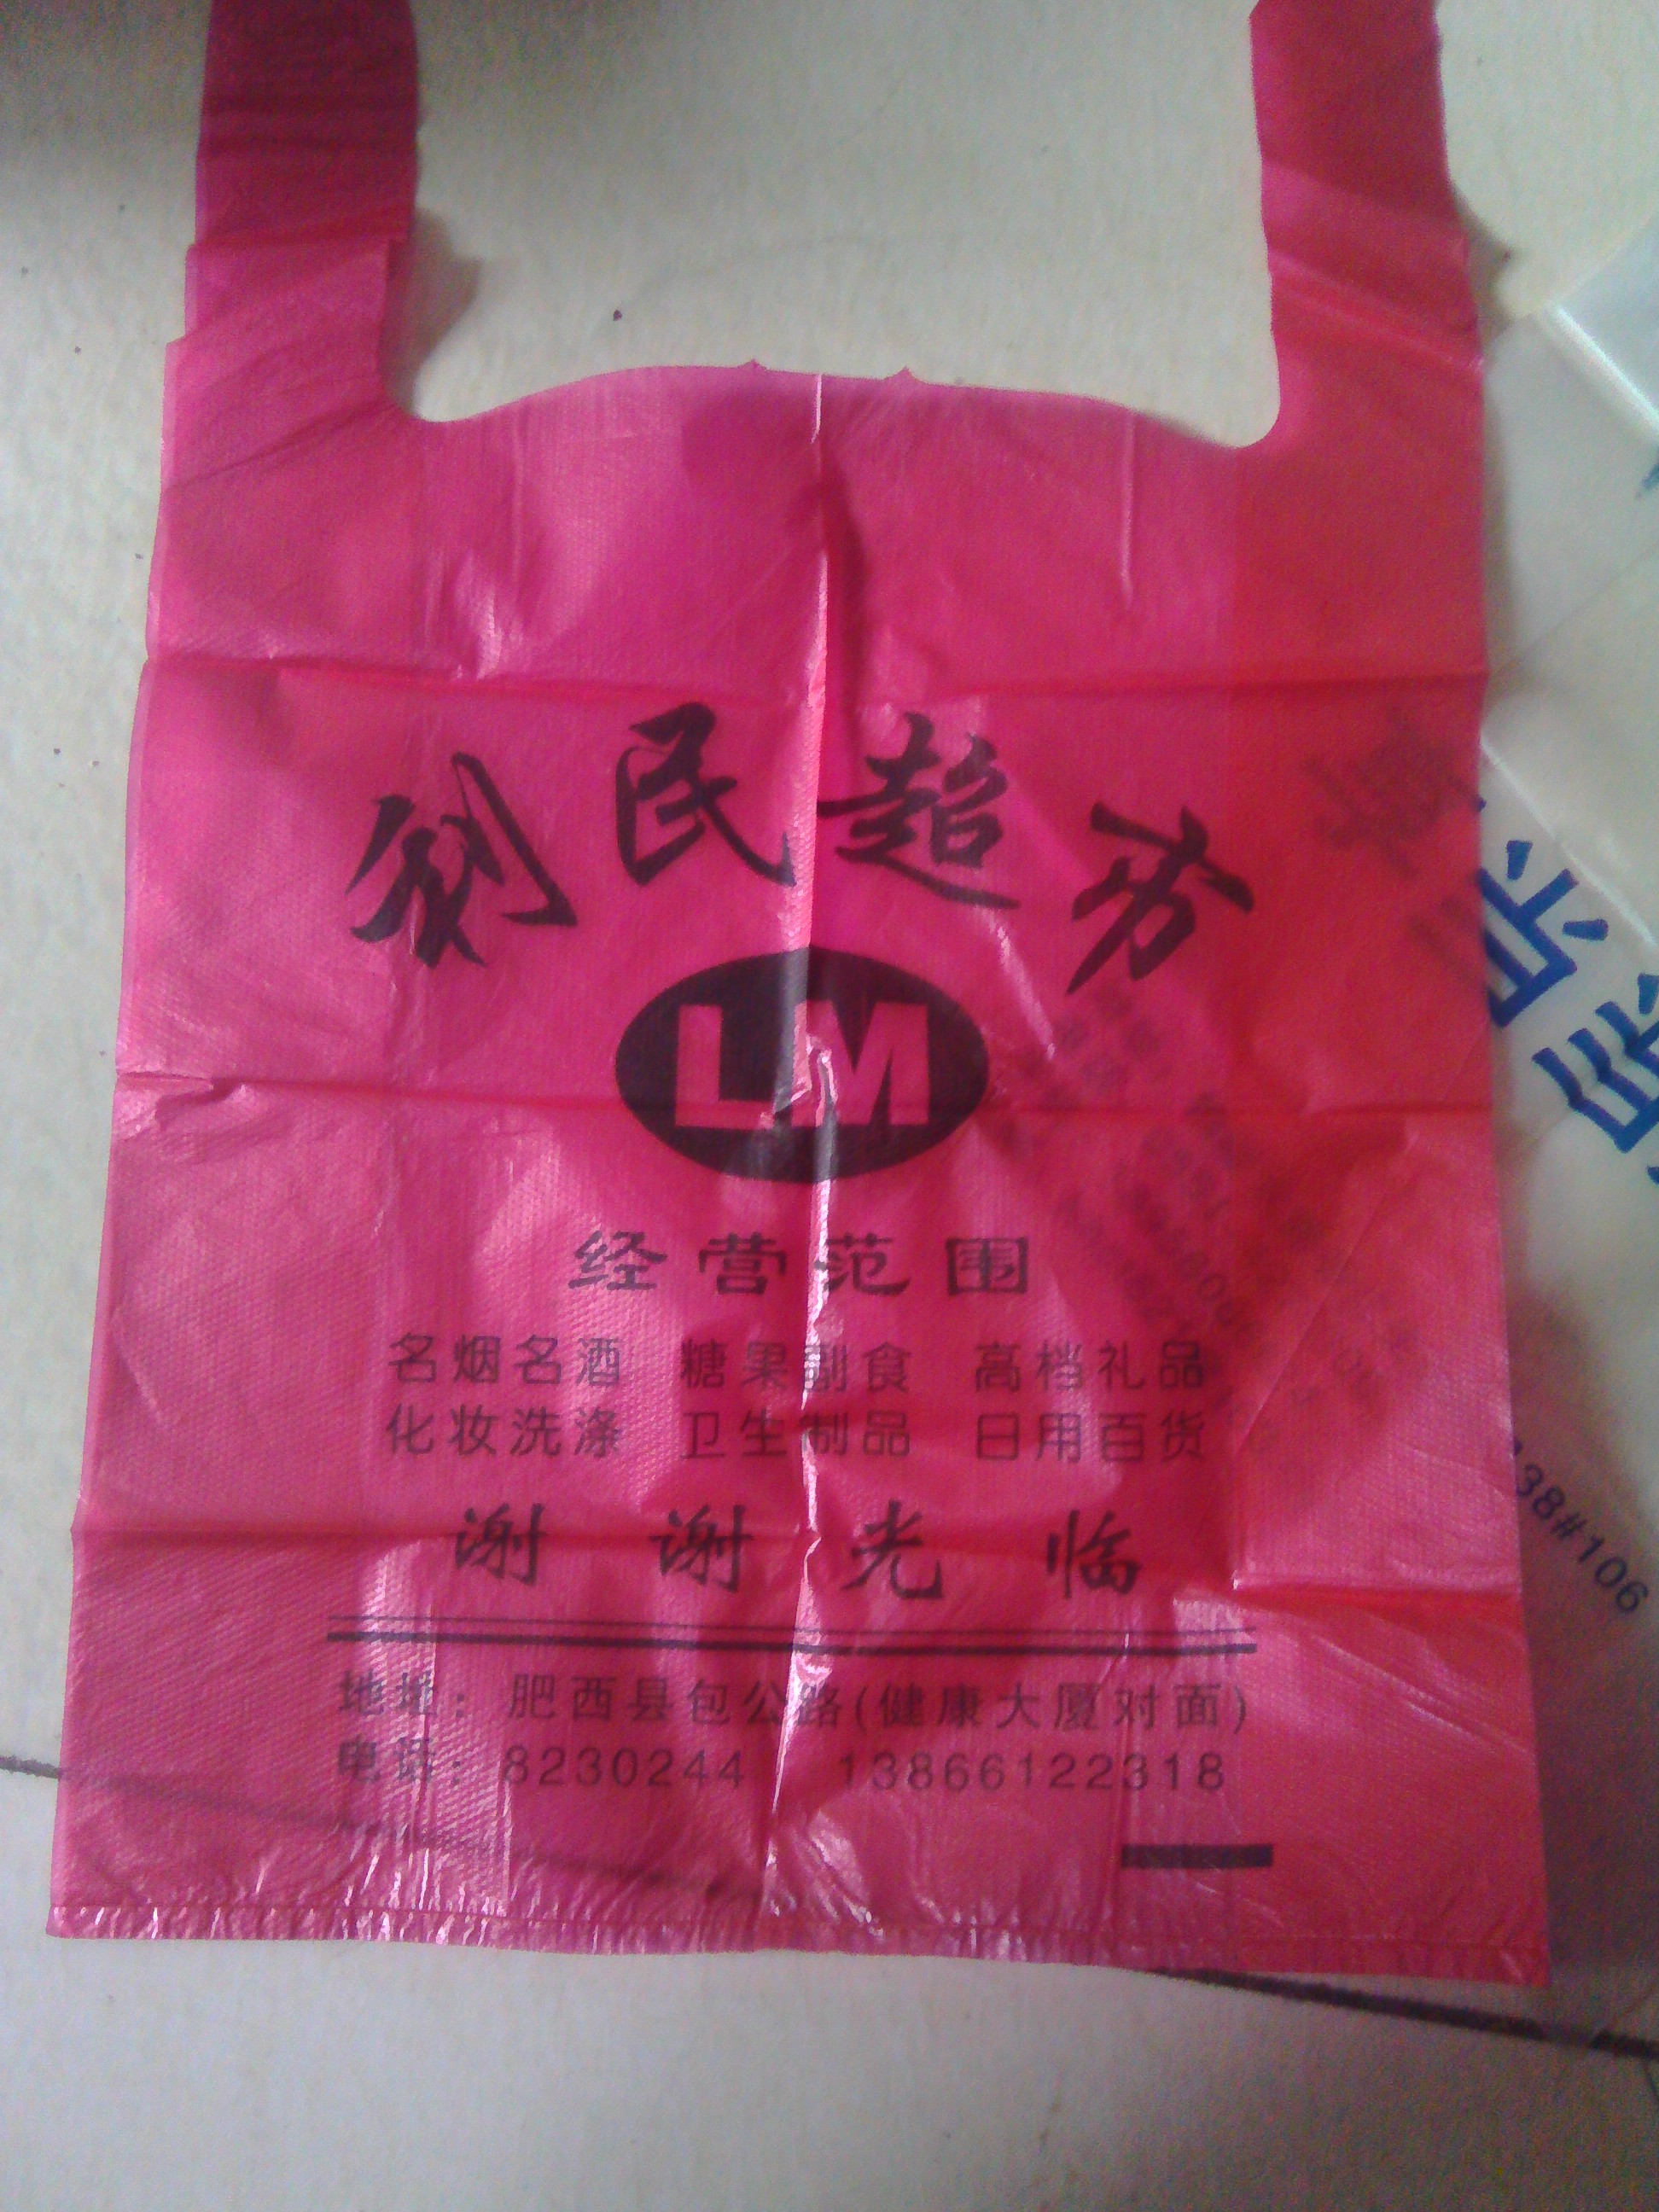 利民超市
LM
经营范围
名烟名酒 糖果副食 高档礼品
化妆洗涤 卫生制品 日用百货
谢谢光临
地址：肥西县包公路(健康大厦对面)
电话：8230244 13866122318
38#106